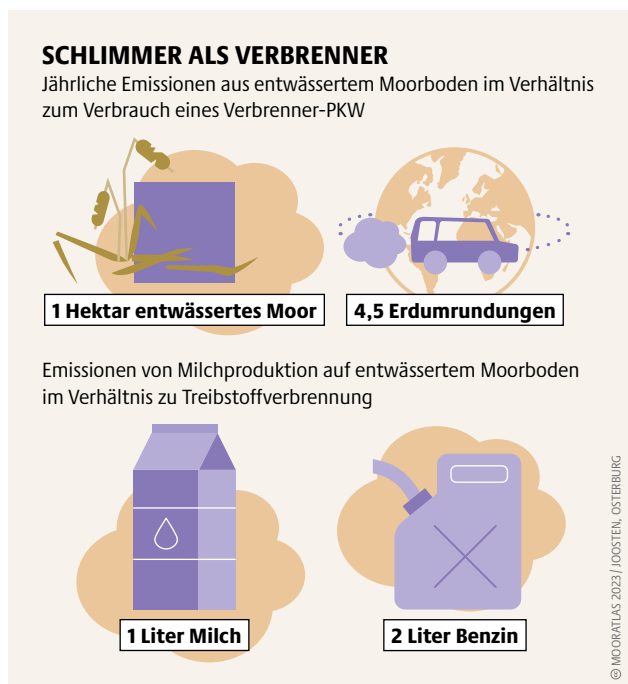 SCHLIMMER ALS VERBRENNER
Jährliche Emissionen aus entwässertem Moorboden im Verhältnis
zum Verbrauch eines Verbrenner-PKW
1 Hektar entwässertes Moor
4,5 Erdumrundungen
Emissionen von Milchproduktion auf entwässertem Moorboden
im Verhältnis zu Treibstoffverbrennung
1 Liter Milch
2 Liter Benzin
MOORATLAS 2023 / JOOSTEN, OSTERBURG